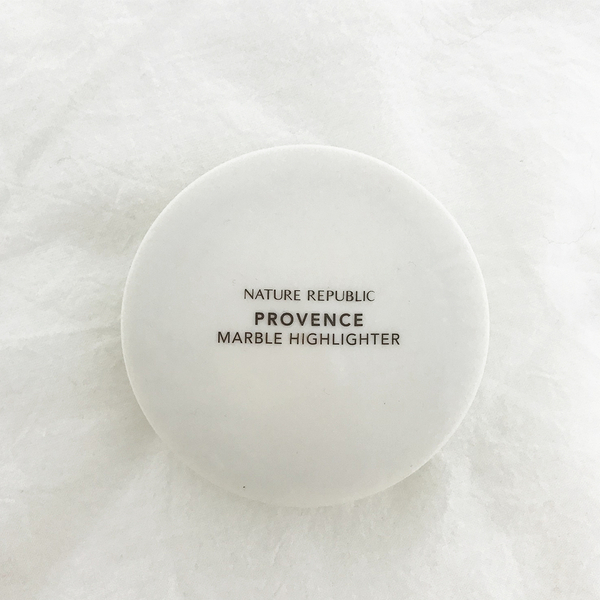 NATURE REPUBLIC
PROVENCE
MARBLE HIGHLIGHTER